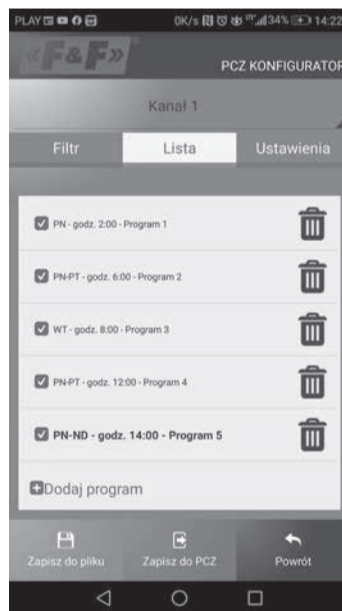 PLAY 0K/s 34% 14:22
«F&F»
PCZ KONFIGURATOR
Kanał 1
Filtr Lista Ustawienia
PN - godz. 2:00 - Program 1
PN-PT - godz. 6:00 - Program 2
WT - godz. 8:00 - Program 3
PN-PT - godz. 12:00 - Program 4
PN-ND - godz. 14:00 - Program 5
Dodaj program
Zapisz do pliku Zapisz do PCZ Powrót